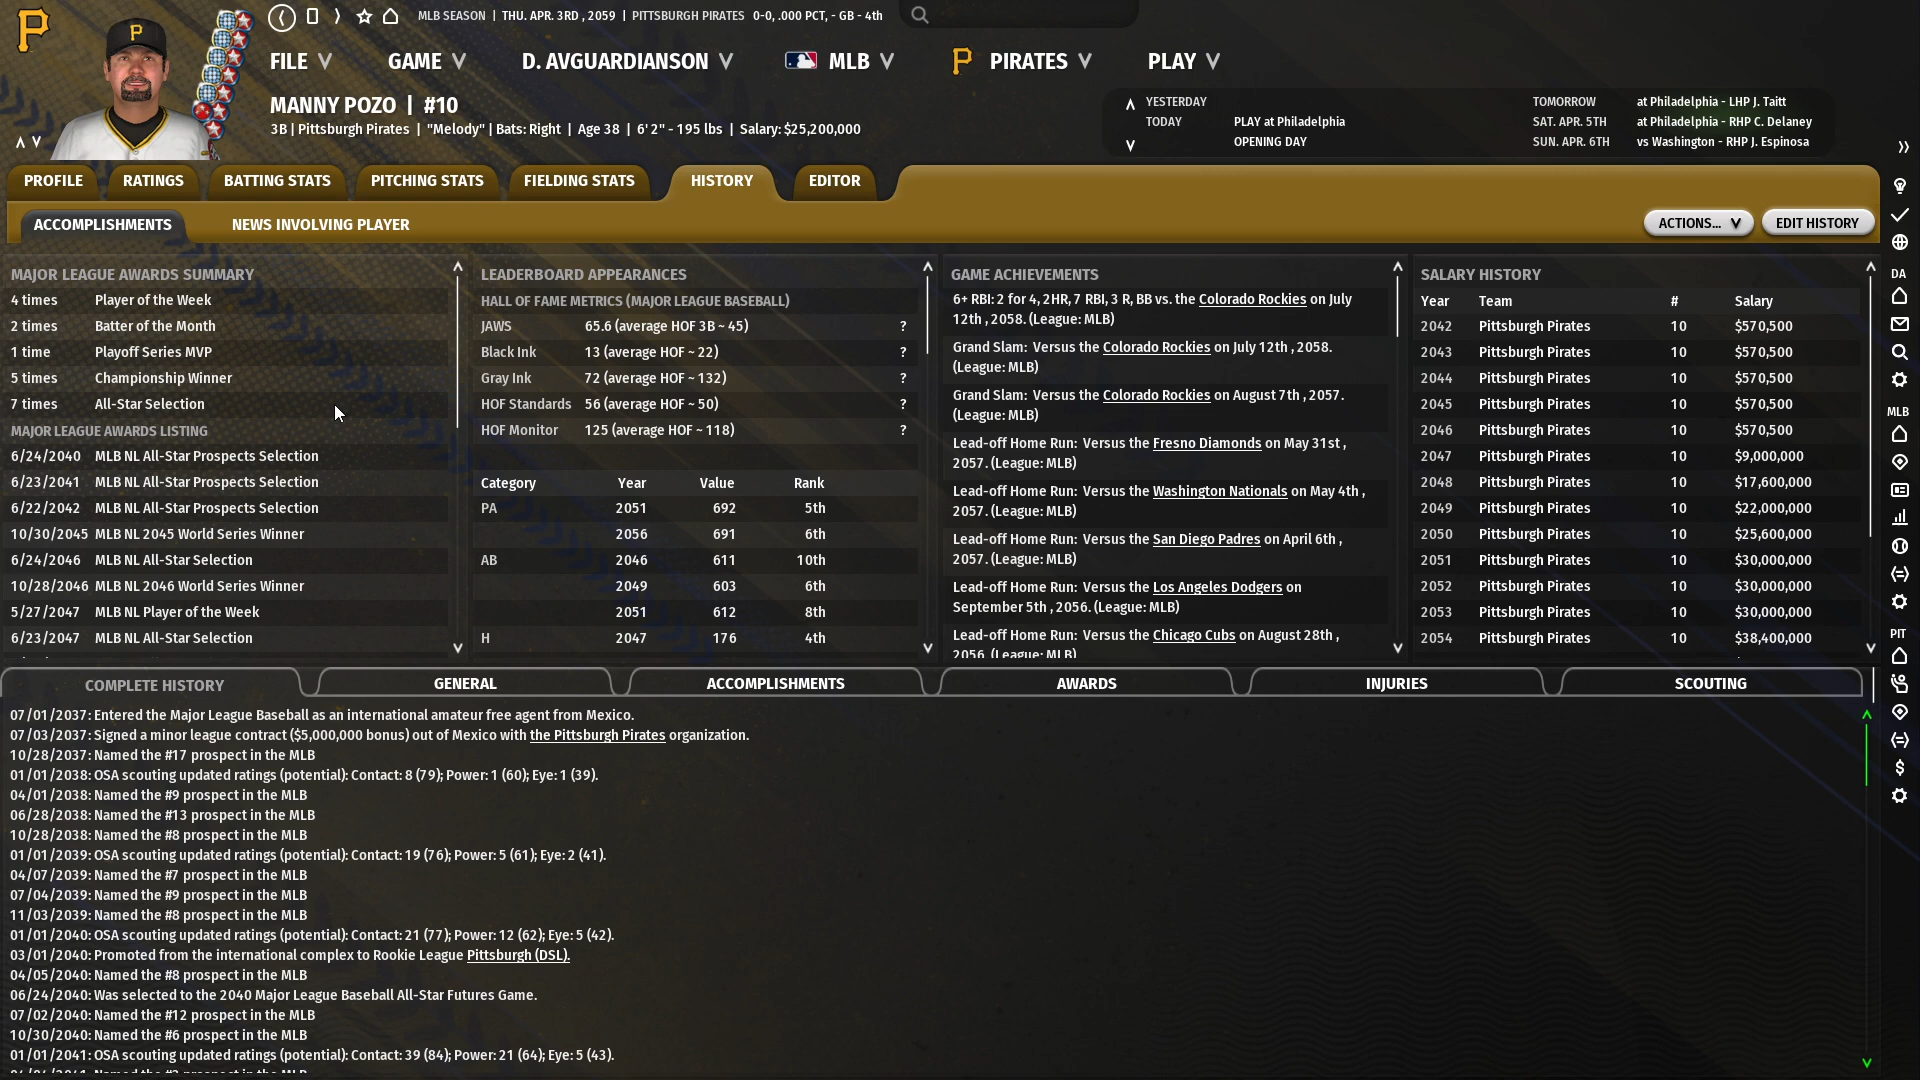 MLB SEASON | THU. APR. 3RD , 2059 | PITTSBURGH PIRATES 0-0, .000 PCT, - GB - 4th
FILE GAME D. AVGUARDIANSON MLB PIRATES PLAY
MANNY POZO | #10
3B | Pittsburgh Pirates | "Melody" | Bats: Right | Age 38 | 6' 2" - 195 lbs | Salary: $25,200,000
YESTERDAY
TODAY PLAY at Philadelphia
OPENING DAY
TOMORROW at Philadelphia - LHP J. Taitt
SAT. APR. 5TH at Philadelphia - RHP C. Delaney
SUN. APR. 6TH vs Washington - RHP J. Espinosa
PROFILE RATINGS BATTING STATS PITCHING STATS FIELDING STATS HISTORY EDITOR
ACCOMPLISHMENTS NEWS INVOLVING PLAYER
ACTIONS... EDIT HISTORY
MAJOR LEAGUE AWARDS SUMMARY
4 times Player of the Week
2 times Batter of the Month
1 time Playoff Series MVP
5 times Championship Winner
7 times All-Star Selection
MAJOR LEAGUE AWARDS LISTING
6/24/2040 MLB NL All-Star Prospects Selection
6/23/2041 MLB NL All-Star Prospects Selection
6/22/2042 MLB NL All-Star Prospects Selection
10/30/2045 MLB NL 2045 World Series Winner
6/24/2046 MLB NL All-Star Selection
10/28/2046 MLB NL 2046 World Series Winner
5/27/2047 MLB NL Player of the Week
6/23/2047 MLB NL All-Star Selection
LEADERBOARD APPEARANCES
HALL OF FAME METRICS (MAJOR LEAGUE BASEBALL)
JAWS 65.6 (average HOF 3B ~ 45) ?
Black Ink 13 (average HOF ~ 22) ?
Gray Ink 72 (average HOF ~ 132) ?
HOF Standards 56 (average HOF ~ 50) ?
HOF Monitor 125 (average HOF ~ 118) ?
Category Year Value Rank
PA 2051 692 5th
2056 691 6th
AB 2046 611 10th
2049 603 6th
2051 612 8th
H 2047 176 4th
GAME ACHIEVEMENTS
6+ RBI: 2 for 4, 2HR, 7 RBI, 3 R, BB vs. the Colorado Rockies on July
12th , 2058. (League: MLB)
Grand Slam: Versus the Colorado Rockies on July 12th , 2058.
(League: MLB)
Grand Slam: Versus the Colorado Rockies on August 7th , 2057.
(League: MLB)
Lead-off Home Run: Versus the Fresno Diamonds on May 31st ,
2057. (League: MLB)
Lead-off Home Run: Versus the Washington Nationals on May 4th ,
2057. (League: MLB)
Lead-off Home Run: Versus the San Diego Padres on April 6th ,
2057. (League: MLB)
Lead-off Home Run: Versus the Los Angeles Dodgers on
September 5th , 2056. (League: MLB)
Lead-off Home Run: Versus the Chicago Cubs on August 28th ,
2056. (League: MLB)
SALARY HISTORY
Year Team # Salary
2042 Pittsburgh Pirates 10 $570,500
2043 Pittsburgh Pirates 10 $570,500
2044 Pittsburgh Pirates 10 $570,500
2045 Pittsburgh Pirates 10 $570,500
2046 Pittsburgh Pirates 10 $570,500
2047 Pittsburgh Pirates 10 $9,000,000
2048 Pittsburgh Pirates 10 $17,600,000
2049 Pittsburgh Pirates 10 $22,000,000
2050 Pittsburgh Pirates 10 $25,600,000
2051 Pittsburgh Pirates 10 $30,000,000
2052 Pittsburgh Pirates 10 $30,000,000
2053 Pittsburgh Pirates 10 $30,000,000
2054 Pittsburgh Pirates 10 $38,400,000
DA
MLB
PIT
COMPLETE HISTORY GENERAL ACCOMPLISHMENTS AWARDS INJURIES SCOUTING
07/01/2037: Entered the Major League Baseball as an international amateur free agent from Mexico.
07/03/2037: Signed a minor league contract ($5,000,000 bonus) out of Mexico with the Pittsburgh Pirates organization.
10/28/2037: Named the #17 prospect in the MLB
01/01/2038: OSA scouting updated ratings (potential): Contact: 8 (79); Power: 1 (60); Eye: 1 (39).
04/01/2038: Named the #9 prospect in the MLB
06/28/2038: Named the #13 prospect in the MLB
10/28/2038: Named the #8 prospect in the MLB
01/01/2039: OSA scouting updated ratings (potential): Contact: 19 (76); Power: 5 (61); Eye: 2 (41).
04/07/2039: Named the #7 prospect in the MLB
07/04/2039: Named the #9 prospect in the MLB
11/03/2039: Named the #8 prospect in the MLB
01/01/2040: OSA scouting updated ratings (potential): Contact: 21 (77); Power: 12 (62); Eye: 5 (42).
03/01/2040: Promoted from the international complex to Rookie League Pittsburgh (DSL).
04/05/2040: Named the #8 prospect in the MLB
06/24/2040: Was selected to the 2040 Major League Baseball All-Star Futures Game.
07/02/2040: Named the #12 prospect in the MLB
10/30/2040: Named the #6 prospect in the MLB
01/01/2041: OSA scouting updated ratings (potential): Contact: 39 (84); Power: 21 (64); Eye: 5 (43).